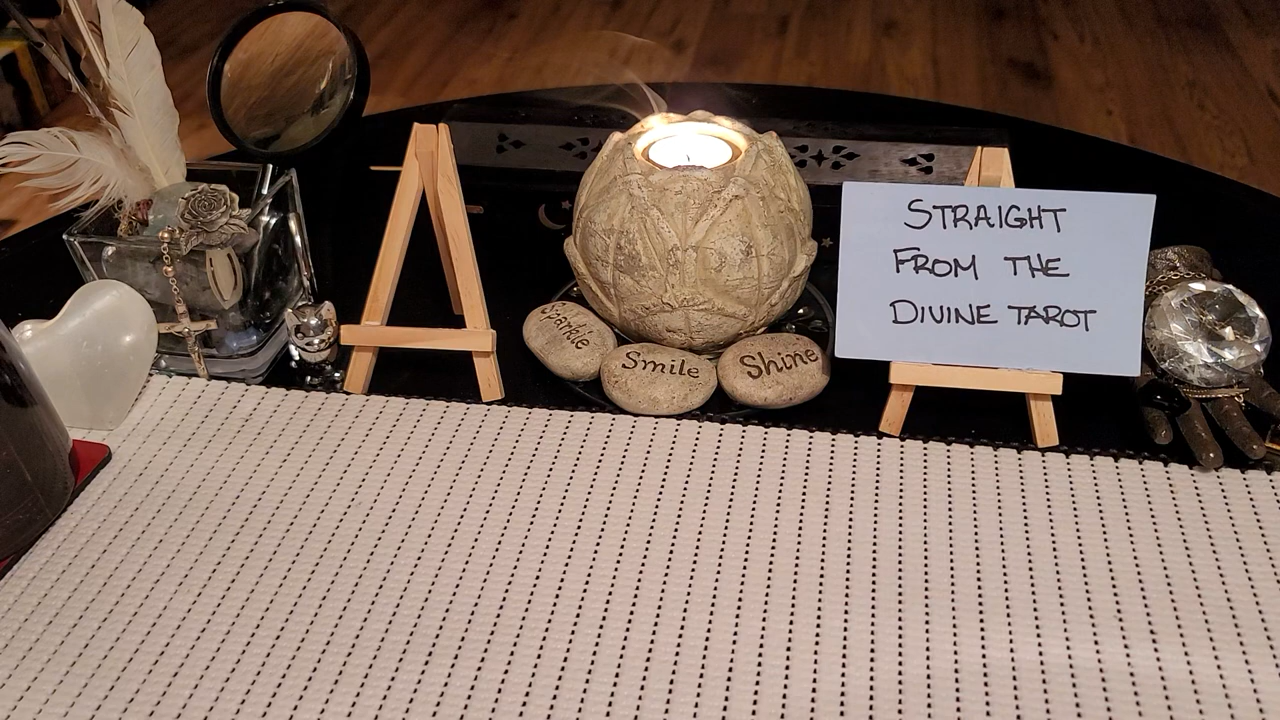 STRAIGHT
FROM THE
DIVINE TAROT
Sparkle
Smile
Shine